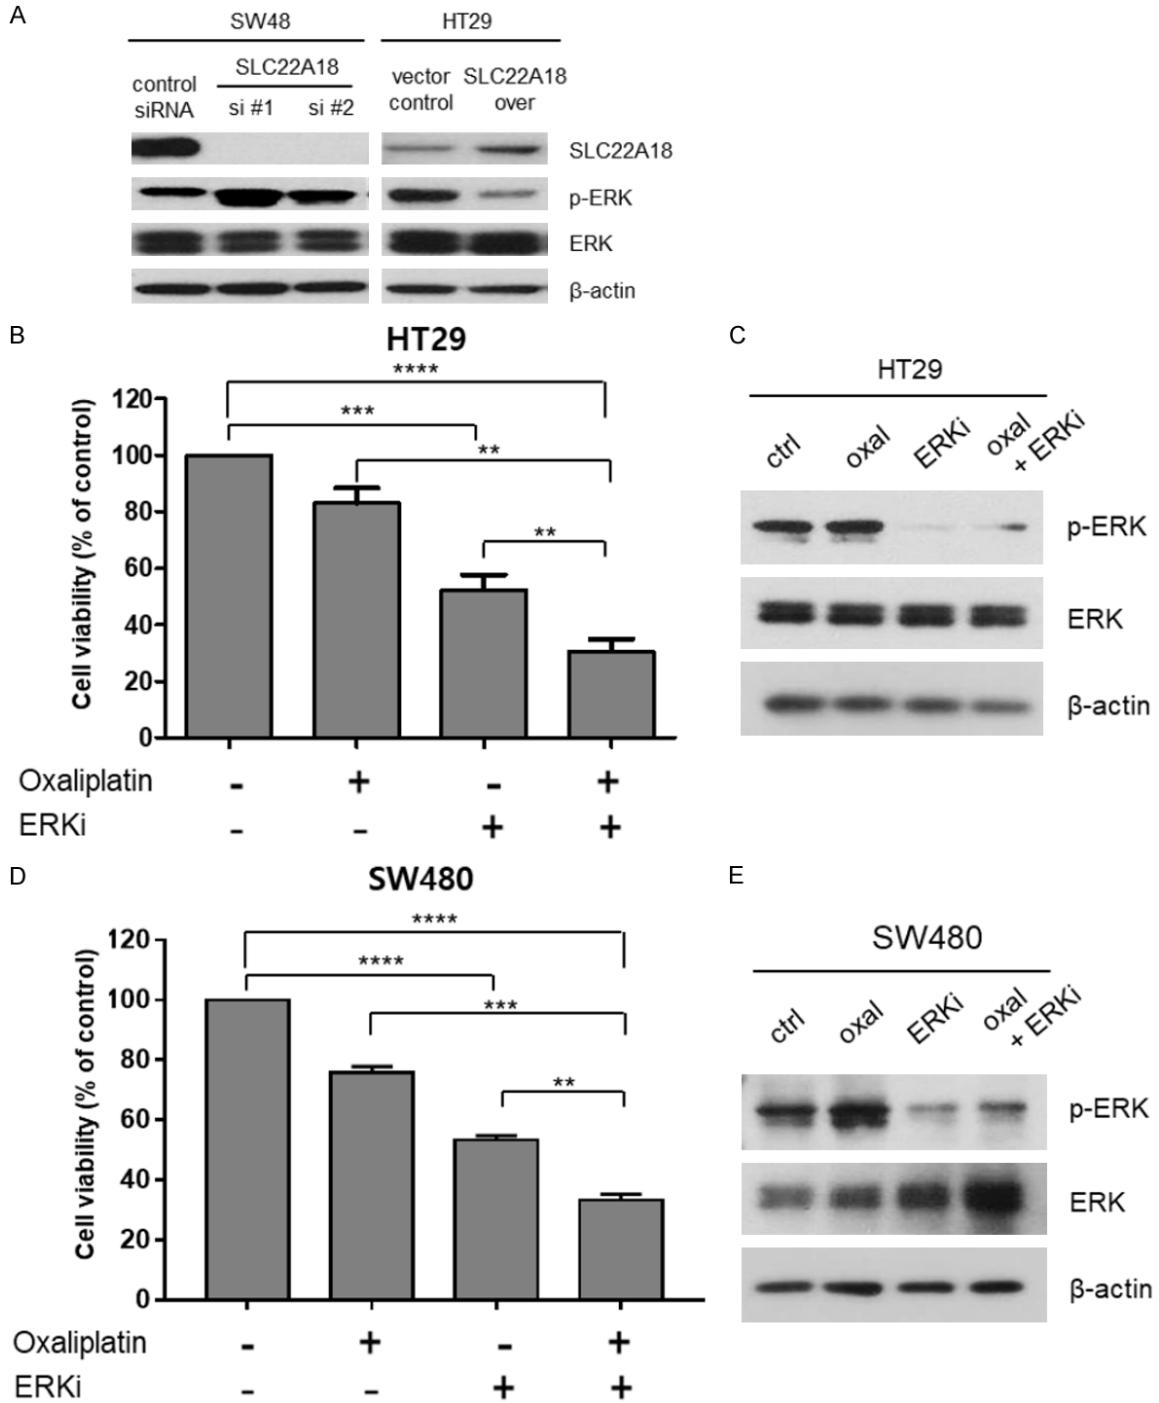 A
SW48 HT29
control siRNA SLC22A18 vector control SLC22A18 over
si #1 si #2
SLC22A18
p-ERK
ERK
β-actin
B
HT29
****
***
**
**
Cell viability (% of control)
120
100
80
60
40
20
0
Oxaliplatin - + - +
ERKi - - + +
C
HT29
ctrl oxal ERKi oxal + ERKi
p-ERK
ERK
β-actin
D
SW480
****
****
***
**
Cell viability (% of control)
120
100
80
60
40
20
0
Oxaliplatin - + - +
ERKi - - + +
E
SW480
ctrl oxal ERKi oxal + ERKi
p-ERK
ERK
β-actin